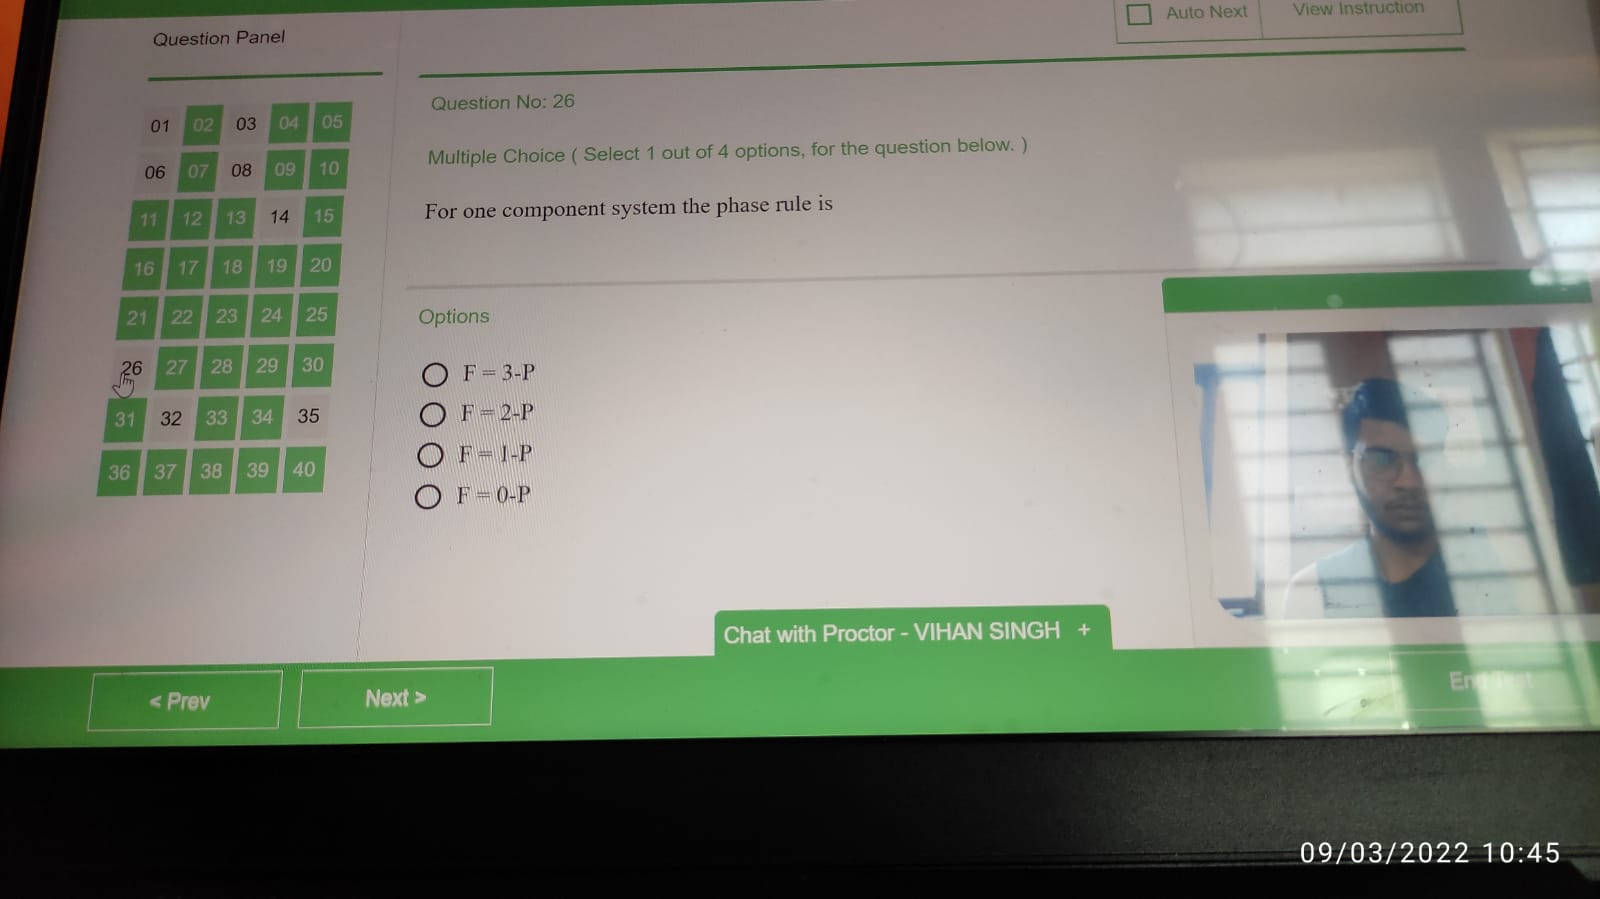 Question Panel
Auto Next
View Instruction
01 02 03 04 05
06 07 08 09 10
11 12 13 14 15
16 17 18 19 20
21 22 23 24 25
26 27 28 29 30
31 32 33 34 35
36 37 38 39 40
Question No: 26
Multiple Choice ( Select 1 out of 4 options, for the question below. )
For one component system the phase rule is
Options
F = 3-P
F = 2-P
F = 1-P
F = 0-P
Chat with Proctor - VIHAN SINGH +
< Prev
Next >
End Test
09/03/2022 10:45